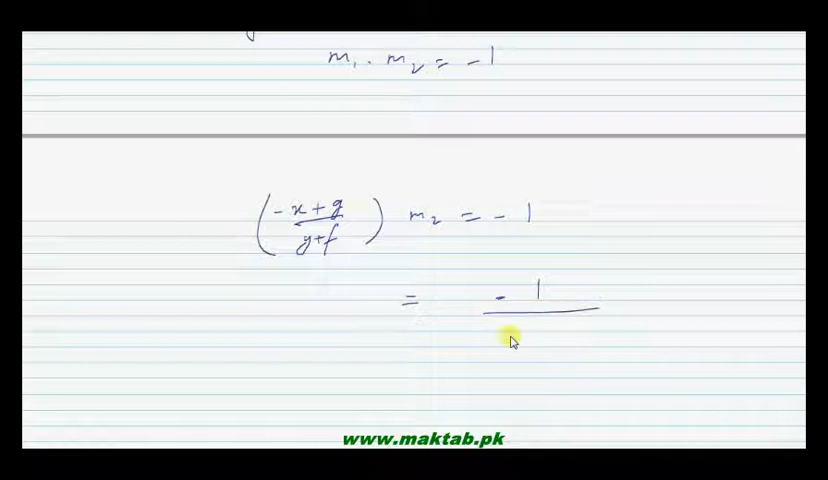 m₁ . m₂ = -1
(-x+g/y+f) m₂ = -1
= -1/
www.maktab.pk